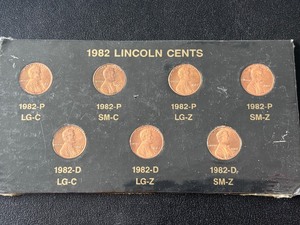 1982 LINCOLN CENTS
1982-P 1982-P 1982-P 1982-P
LG-C SM-C LG-Z SM-Z
1982-D 1982-D 1982-D
LG-C LG-Z SM-Z